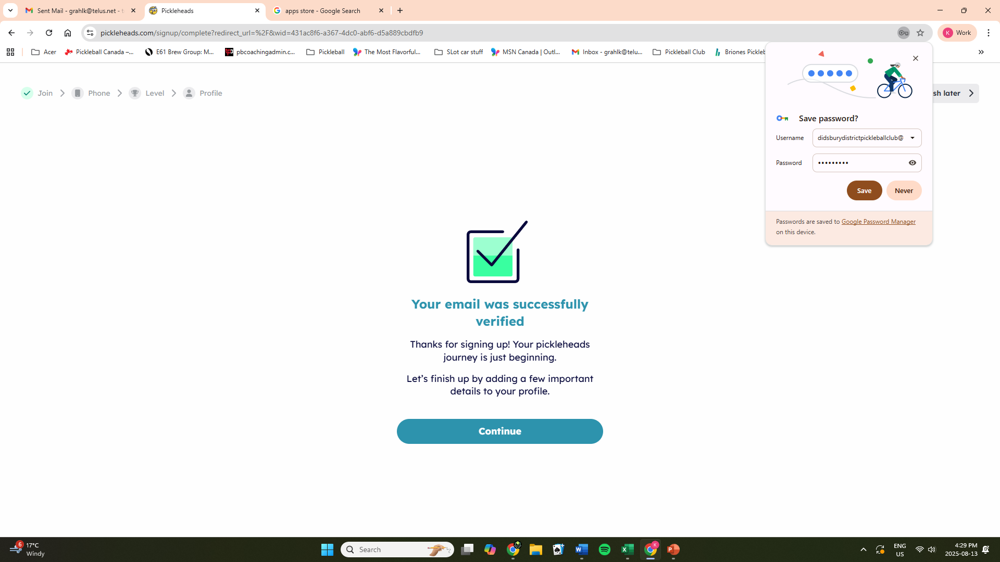 Sent Mail - grahlk@telus.net - t
Pickleheads
apps store - Google Search
pickleheads.com/signup/complete?redirect_url=%2F&wid=431ac8f6-a367-4dc0-abf6-d5a889cbdfb9
K Work
Acer
Pickleball Canada –...
E61 Brew Group: M...
pbcoachingadmin.c...
Pickleball
The Most Flavorful...
SLot car stuff
MSN Canada | Outl...
Inbox - grahlk@telu...
Pickleball Club
Briones Pickleb
Join
Phone
Level
Profile
sh later
Save password?
Username
didsburydistrictpickleballclub@
Password
•••••••••
Save
Never
Passwords are saved to Google Password Manager
on this device.
Your email was successfully
verified
Thanks for signing up! Your pickleheads
journey is just beginning.
Let’s finish up by adding a few important
details to your profile.
Continue
6
17°C
Windy
Search
K
ENG
US
4:29 PM
2025-08-13